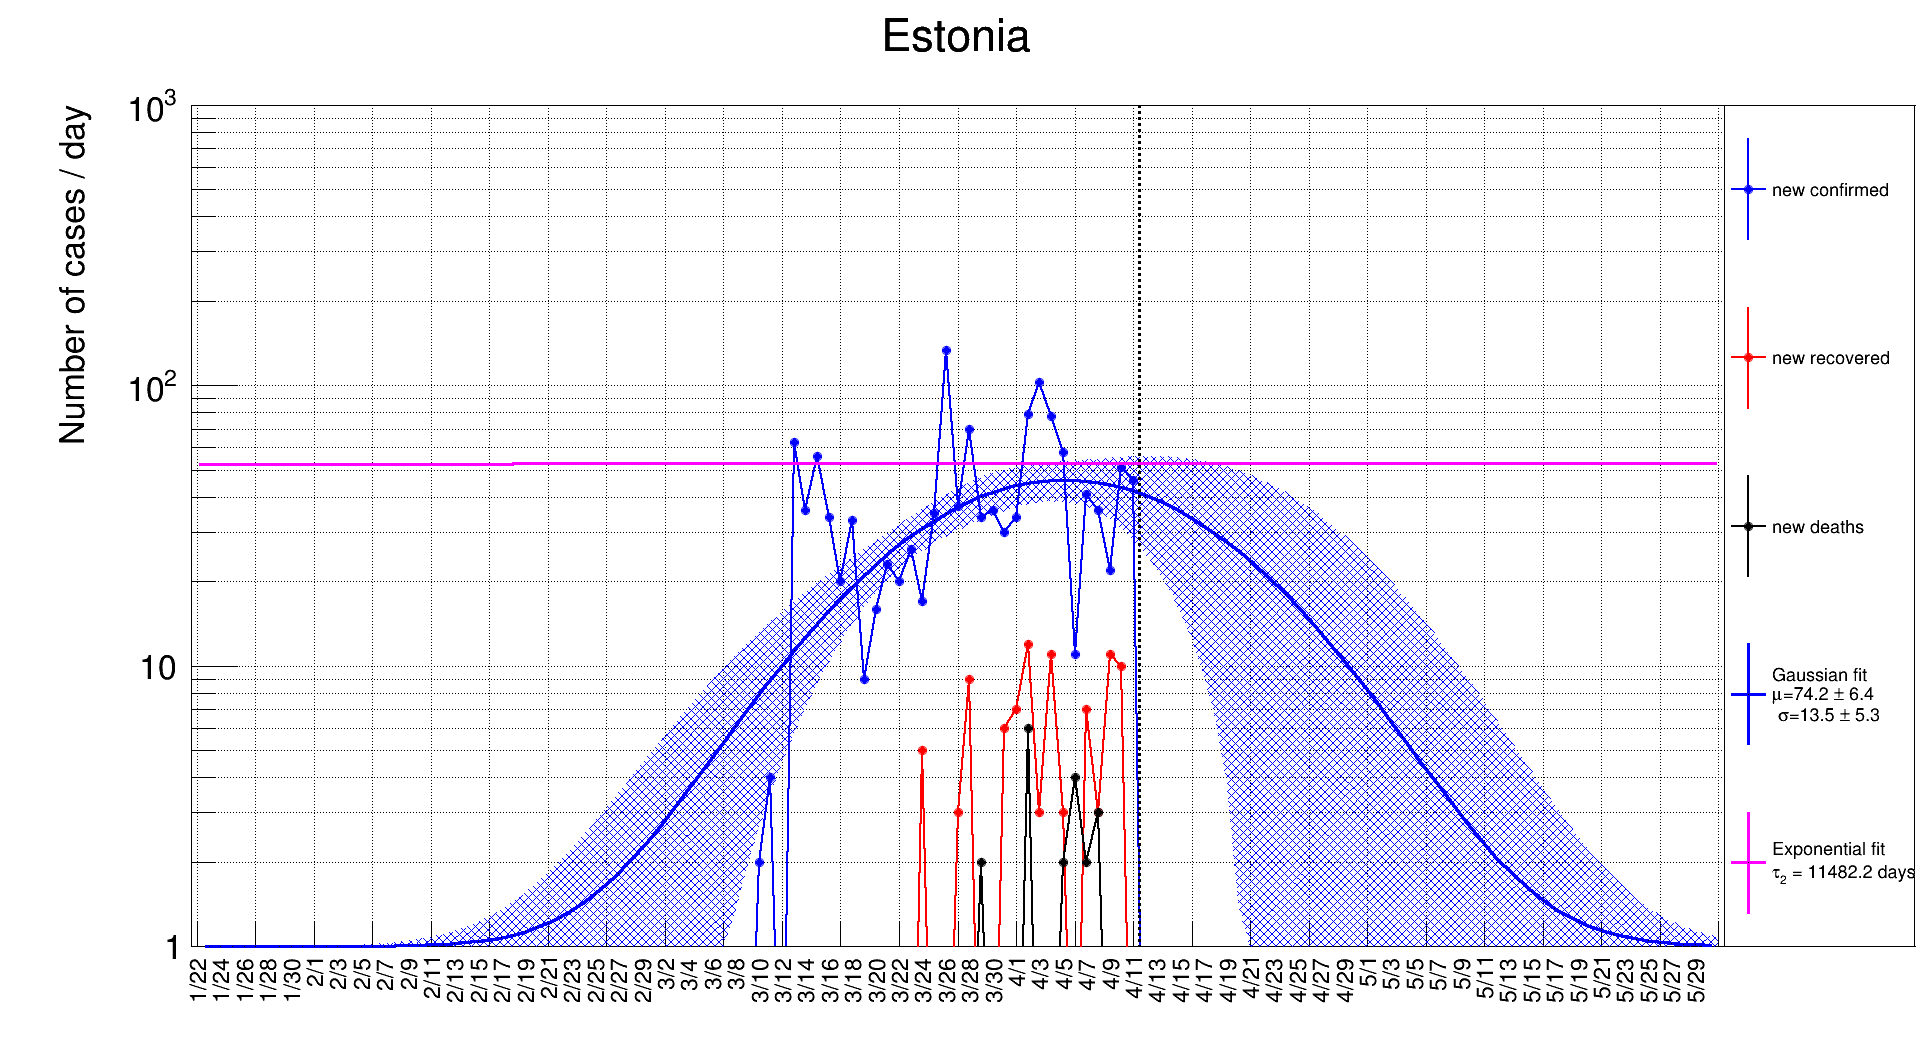 Estonia
Number of cases / day
10³
10²
10
1
1/22 1/24 1/26 1/28 1/30 2/1 2/3 2/5 2/7 2/9 2/11 2/13 2/15 2/17 2/19 2/21 2/23 2/25 2/27 2/29 3/2 3/4 3/6 3/8 3/10 3/12 3/14 3/16 3/18 3/20 3/22 3/24 3/26 3/28 3/30 4/1 4/3 4/5 4/7 4/9 4/11 4/13 4/15 4/17 4/19 4/21 4/23 4/25 4/27 4/29 5/1 5/3 5/5 5/7 5/9 5/11 5/13 5/15 5/17 5/19 5/21 5/23 5/25 5/27 5/29
new confirmed
new recovered
new deaths
Gaussian fit
μ=74.2 ± 6.4
σ=13.5 ± 5.3
Exponential fit
τ₂ = 11482.2 days